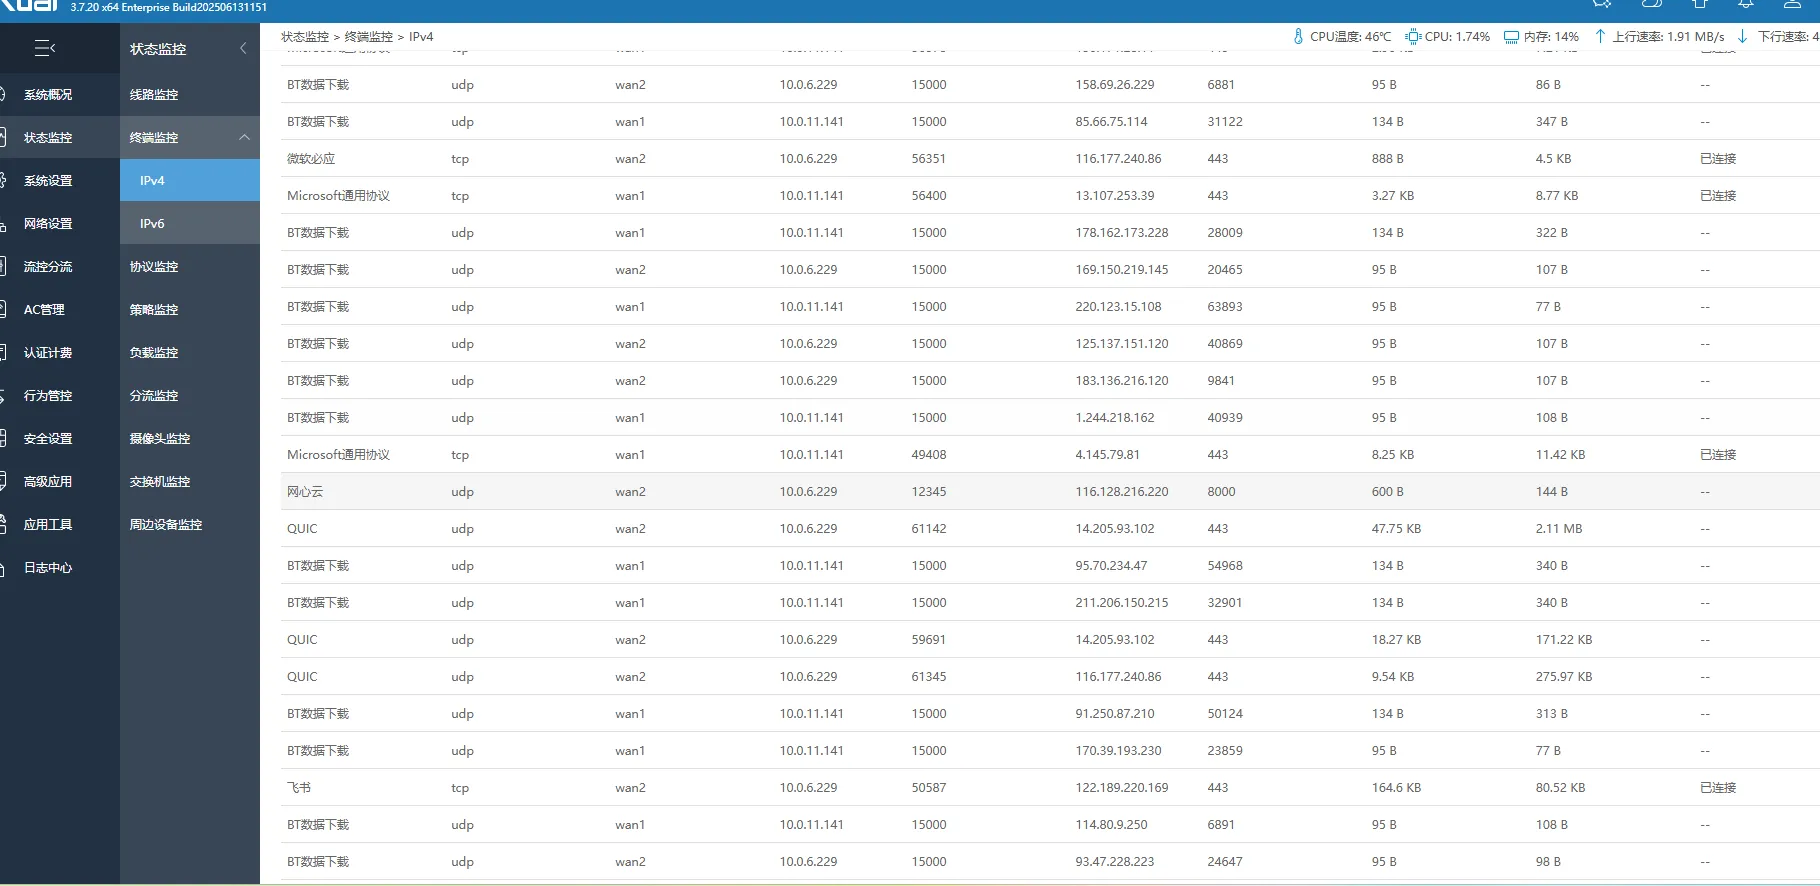 3.7.20 x64 Enterprise Build202506131151
状态监控 > 终端监控 > IPv4
CPU温度: 46℃ CPU: 1.74% 内存: 14% 上行速率: 1.91 MB/s 下行速率: 4
状态监控
系统概况
状态监控
系统设置
网络设置
流控分流
AC管理
认证计费
行为管控
安全设置
高级应用
应用工具
日志中心
线路监控
终端监控
IPv4
IPv6
协议监控
策略监控
负载监控
分流监控
摄像头监控
交换机监控
周边设备监控
BT数据下载 udp wan2 10.0.6.229 15000 158.69.26.229 6881 95 B 86 B --
BT数据下载 udp wan1 10.0.11.141 15000 85.66.75.114 31122 134 B 347 B --
微软必应 tcp wan2 10.0.6.229 56351 116.177.240.86 443 888 B 4.5 KB 已连接
Microsoft通用协议 tcp wan1 10.0.11.141 56400 13.107.253.39 443 3.27 KB 8.77 KB 已连接
BT数据下载 udp wan1 10.0.11.141 15000 178.162.173.228 28009 134 B 322 B --
BT数据下载 udp wan2 10.0.6.229 15000 169.150.219.145 20465 95 B 107 B --
BT数据下载 udp wan1 10.0.11.141 15000 220.123.15.108 63893 95 B 77 B --
BT数据下载 udp wan2 10.0.6.229 15000 125.137.151.120 40869 95 B 107 B --
BT数据下载 udp wan2 10.0.6.229 15000 183.136.216.120 9841 95 B 107 B --
BT数据下载 udp wan1 10.0.11.141 15000 1.244.218.162 40939 95 B 108 B --
Microsoft通用协议 tcp wan1 10.0.11.141 49408 4.145.79.81 443 8.25 KB 11.42 KB 已连接
网心云 udp wan2 10.0.6.229 12345 116.128.216.220 8000 600 B 144 B --
QUIC udp wan2 10.0.6.229 61142 14.205.93.102 443 47.75 KB 2.11 MB --
BT数据下载 udp wan1 10.0.11.141 15000 95.70.234.47 54968 134 B 340 B --
BT数据下载 udp wan1 10.0.11.141 15000 211.206.150.215 32901 134 B 340 B --
QUIC udp wan2 10.0.6.229 59691 14.205.93.102 443 18.27 KB 171.22 KB --
QUIC udp wan2 10.0.6.229 61345 116.177.240.86 443 9.54 KB 275.97 KB --
BT数据下载 udp wan1 10.0.11.141 15000 91.250.87.210 50124 134 B 313 B --
BT数据下载 udp wan1 10.0.11.141 15000 170.39.193.230 23859 95 B 77 B --
飞书 tcp wan2 10.0.6.229 50587 122.189.220.169 443 164.6 KB 80.52 KB 已连接
BT数据下载 udp wan1 10.0.11.141 15000 114.80.9.250 6891 95 B 108 B --
BT数据下载 udp wan2 10.0.6.229 15000 93.47.228.223 24647 95 B 98 B --